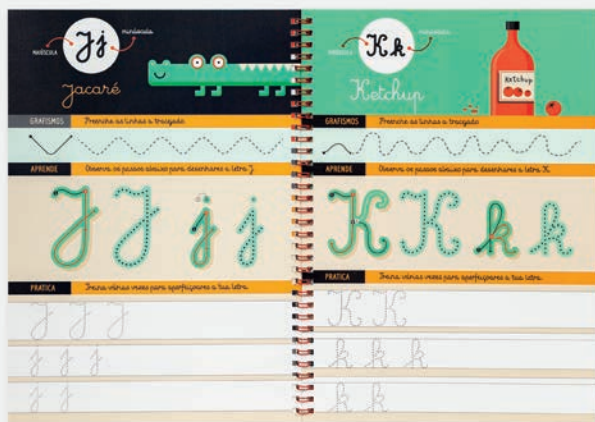 Jj
MAIÚSCULA
minúscula
Jacaré
GRAFISMOS Preenche as linhas a tracejado.
APRENDE Observa os passos abaixo para desenhares a letra J.
J J j j
PRATICA Treina várias vezes para aperfeiçoares a tua letra.
J J J
j j j
j j
Kk
MAIÚSCULA
minúscula
Ketchup
Ketchup
GRAFISMOS Preenche as linhas a tracejado.
APRENDE Observa os passos abaixo para desenhares a letra K.
K K k k
PRATICA Treina várias vezes para aperfeiçoares a tua letra.
K K
k k k
k k